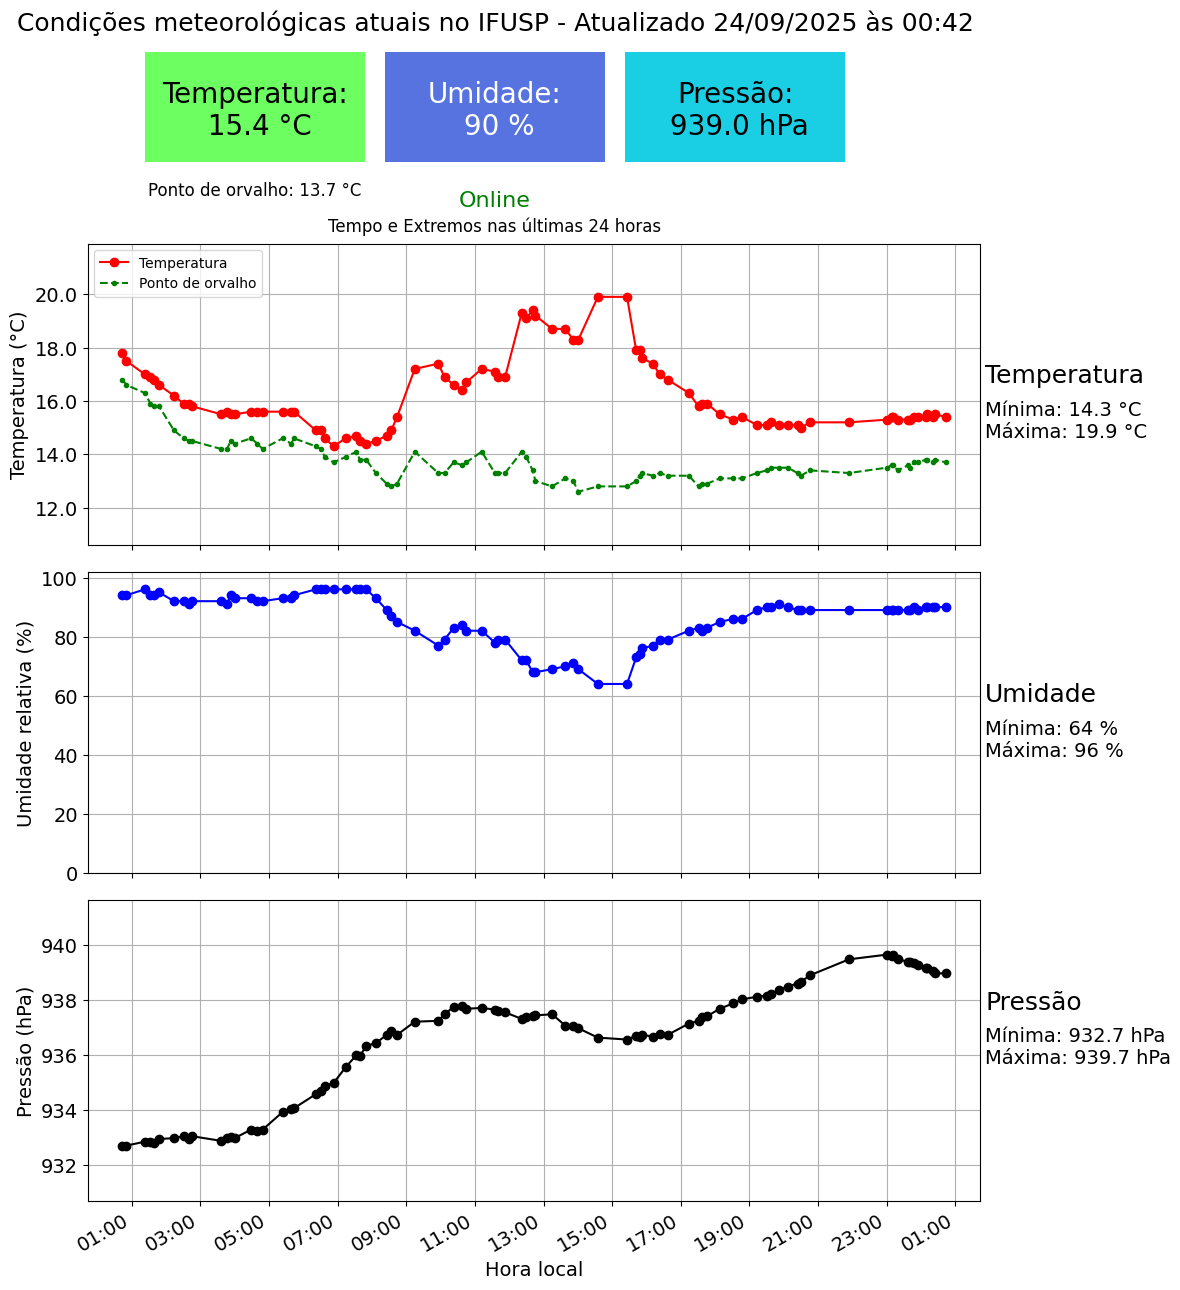 Condições meteorológicas atuais no IFUSP - Atualizado 24/09/2025 às 00:42
Temperatura:
15.4 °C
Umidade:
90 %
Pressão:
939.0 hPa
Ponto de orvalho: 13.7 °C
Online
Tempo e Extremos nas últimas 24 horas
Temperatura
Ponto de orvalho
Temperatura (°C)
20.0
18.0
16.0
14.0
12.0
Temperatura
Mínima: 14.3 °C
Máxima: 19.9 °C
Umidade relativa (%)
100
80
60
40
20
0
Umidade
Mínima: 64 %
Máxima: 96 %
Pressão (hPa)
940
938
936
934
932
Pressão
Mínima: 932.7 hPa
Máxima: 939.7 hPa
01:00 03:00 05:00 07:00 09:00 11:00 13:00 15:00 17:00 19:00 21:00 23:00 01:00
Hora local